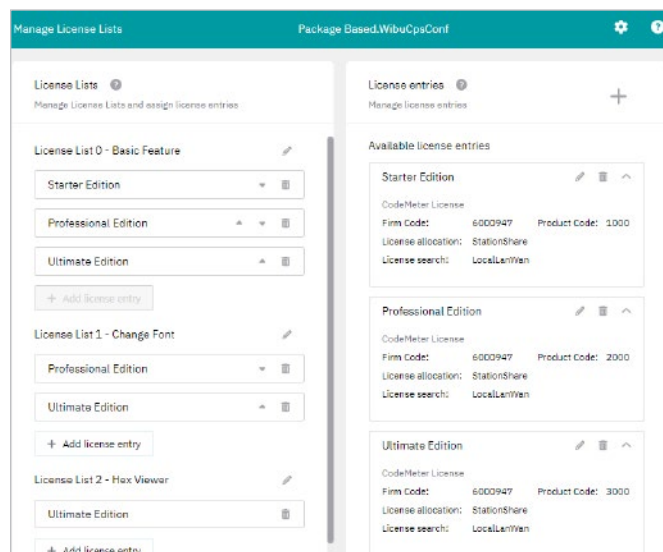 Manage License Lists
Package Based.WibuCpsConf
License Lists
Manage License Lists and assign license entries
License List 0 - Basic Feature
Starter Edition
Professional Edition
Ultimate Edition
+ Add license entry
License List 1 - Change Font
Professional Edition
Ultimate Edition
+ Add license entry
License List 2 - Hex Viewer
Ultimate Edition
+ Add license entry
License entries
Manage license entries
Available license entries
Starter Edition
CodeMeter License
Firm Code: 6000947 Product Code: 1000
License allocation: StationShare
License search: LocalLanWan
Professional Edition
CodeMeter License
Firm Code: 6000947 Product Code: 2000
License allocation: StationShare
License search: LocalLanWan
Ultimate Edition
CodeMeter License
Firm Code: 6000947 Product Code: 3000
License allocation: StationShare
License search: LocalLanWan